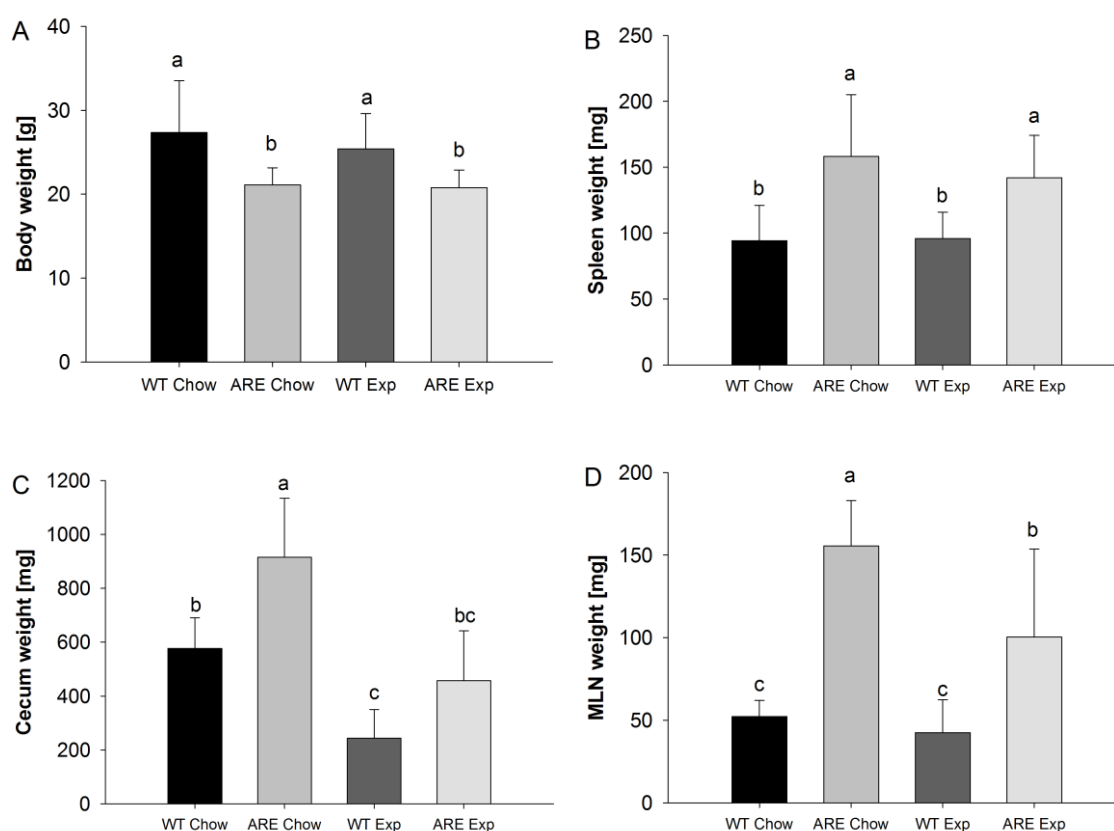 A
Body weight [g]
40
30
20
10
0
a
b
a
b
WT Chow
ARE Chow
WT Exp
ARE Exp
B
Spleen weight [mg]
250
200
150
100
50
0
b
a
b
a
WT Chow
ARE Chow
WT Exp
ARE Exp
C
Cecum weight [mg]
1200
1000
800
600
400
200
0
b
a
c
bc
WT Chow
ARE Chow
WT Exp
ARE Exp
D
MLN weight [mg]
200
150
100
50
0
c
a
c
b
WT Chow
ARE Chow
WT Exp
ARE Exp